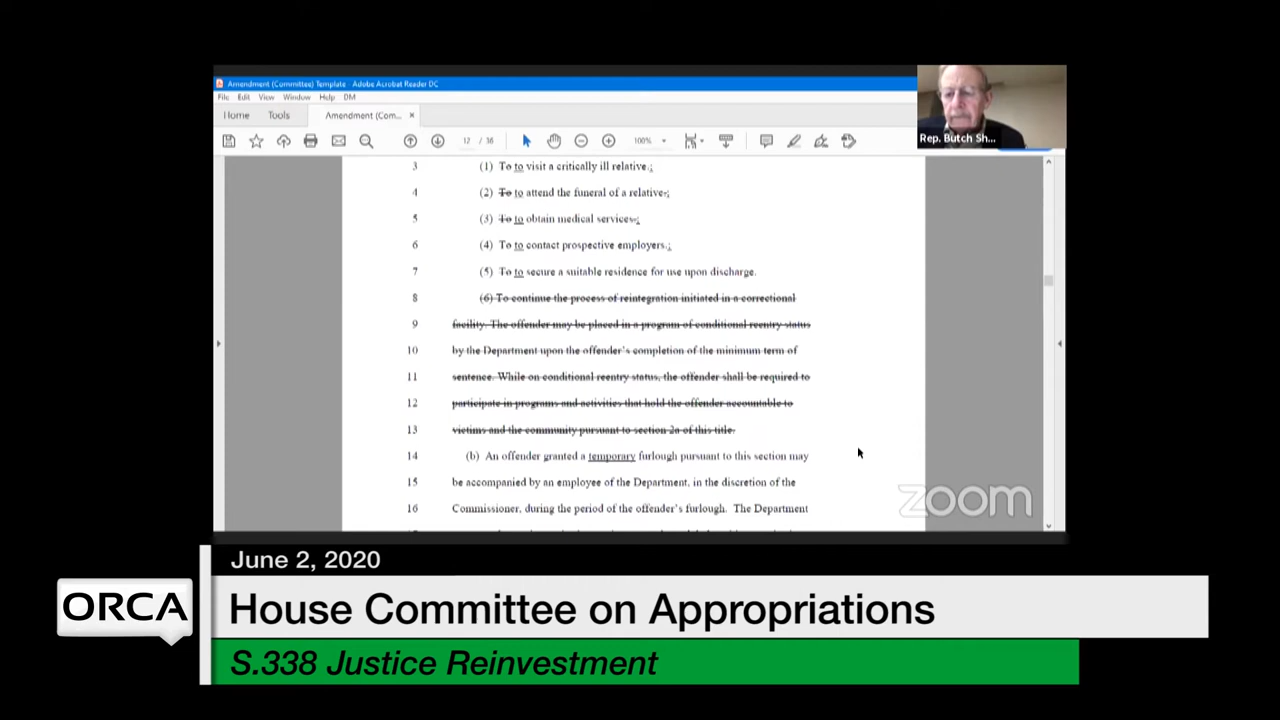 Amendment (Committee) Template - Adobe Acrobat Reader DC
File Edit View Window Help DM
Home Tools Amendment (Com... ×
12 / 36 100%
Rep. Butch Sh...
3 (1) To to visit a critically ill relative.;
4 (2) To to attend the funeral of a relative.;
5 (3) To to obtain medical services.;
6 (4) To to contact prospective employers.;
7 (5) To to secure a suitable residence for use upon discharge.
8 (6) To continue the process of reintegration initiated in a correctional
9 facility. The offender may be placed in a program of conditional reentry status
10 by the Department upon the offender's completion of the minimum term of
11 sentence. While on conditional reentry status, the offender shall be required to
12 participate in programs and activities that hold the offender accountable to
13 victims and the community pursuant to section 2a of this title.
14 (b) An offender granted a temporary furlough pursuant to this section may
15 be accompanied by an employee of the Department, in the discretion of the
16 Commissioner, during the period of the offender's furlough. The Department
zoom
June 2, 2020
ORCA
House Committee on Appropriations
S.338 Justice Reinvestment